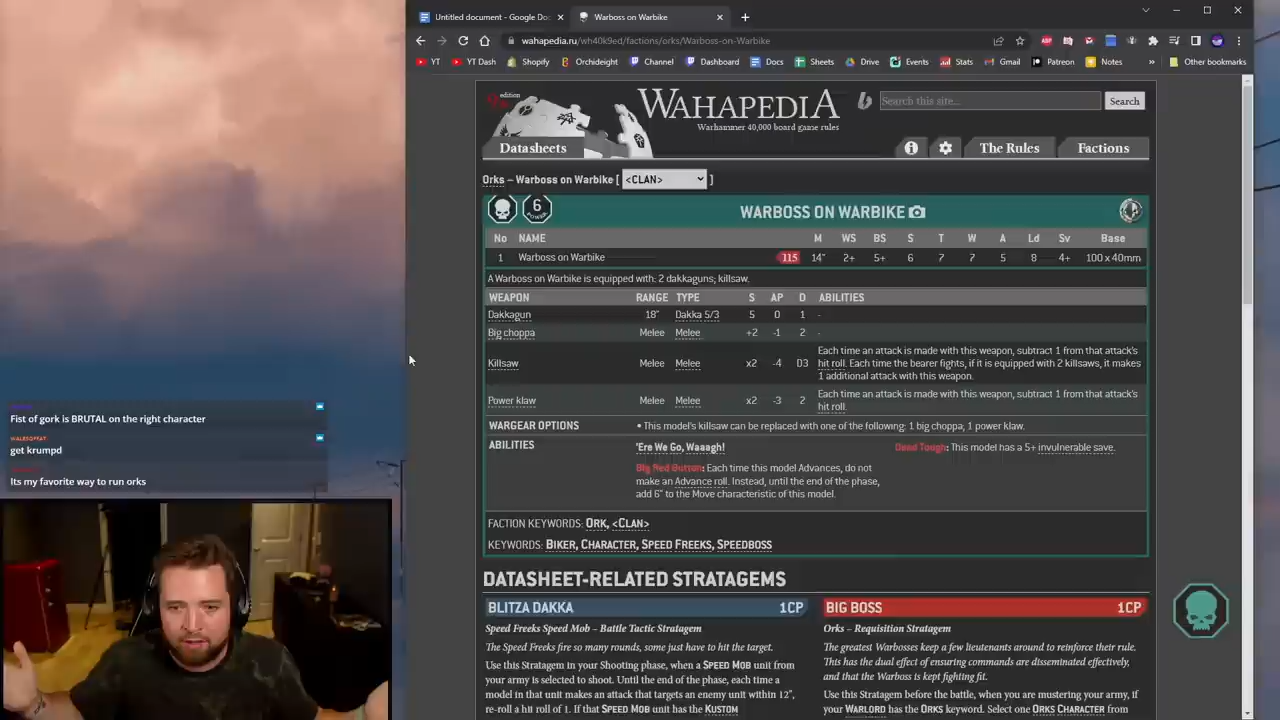 Untitled document - Google Doc
Warboss on Warbike
wahapedia.ru/wh40k9ed/factions/orks/Warboss-on-Warbike
YT
YT Dash
Shopify
Orchideight
Channel
Dashboard
Docs
Sheets
Drive
Events
Stats
Gmail
Patreon
Notes
»
Other bookmarks
edition
WAHAPEDIA
Warhammer 40,000 board game rules
Search this site...
Search
Datasheets
The Rules
Factions
Orks – Warboss on Warbike [ <CLAN> ]
6
POWER
WARBOSS ON WARBIKE
No NAME M WS BS S T W A Ld Sv Base
1 Warboss on Warbike 115 14" 2+ 5+ 6 7 7 5 8 4+ 100 x 40mm
A Warboss on Warbike is equipped with: 2 dakkaguns; killsaw.
WEAPON RANGE TYPE S AP D ABILITIES
Dakkagun 18" Dakka 5/3 5 0 1 -
Big choppa Melee Melee +2 -1 2 -
Killsaw Melee Melee x2 -4 D3 Each time an attack is made with this weapon, subtract 1 from that attack's
hit roll. Each time the bearer fights, if it is equipped with 2 killsaws, it makes
1 additional attack with this weapon.
Power klaw Melee Melee x2 -3 2 Each time an attack is made with this weapon, subtract 1 from that attack's
hit roll.
WARGEAR OPTIONS • This model's killsaw can be replaced with one of the following: 1 big choppa; 1 power klaw.
ABILITIES 'Ere We Go, Waaagh!
Big Red Button: Each time this model Advances, do not
make an Advance roll. Instead, until the end of the phase,
add 6" to the Move characteristic of this model.
Dead Tough: This model has a 5+ invulnerable save.
FACTION KEYWORDS: ORK, <CLAN>
KEYWORDS: BIKER, CHARACTER, SPEED FREEKS, SPEEDBOSS
DATASHEET-RELATED STRATAGEMS
BLITZA DAKKA 1CP
Speed Freeks Speed Mob – Battle Tactic Stratagem
The Speed Freeks fire so many rounds, some just have to hit the target.
Use this Stratagem in your Shooting phase, when a SPEED MOB unit from
your army is selected to shoot. Until the end of the phase, each time a
model in that unit makes an attack that targets an enemy unit within 12",
re-roll a hit roll of 1. If that SPEED MOB unit has the KUSTOM
BIG BOSS 1CP
Orks – Requisition Stratagem
The greatest Warbosses keep a few lieutenants around to reinforce their rule.
This has the dual effect of ensuring commands are disseminated effectively,
and that the Warboss is kept fighting fit.
Use this Stratagem before the battle, when you are mustering your army, if
your WARLORD has the ORKS keyword. Select one ORKS CHARACTER from
Fist of gork is BRUTAL on the right character
get krumpd
Its my favorite way to run orks